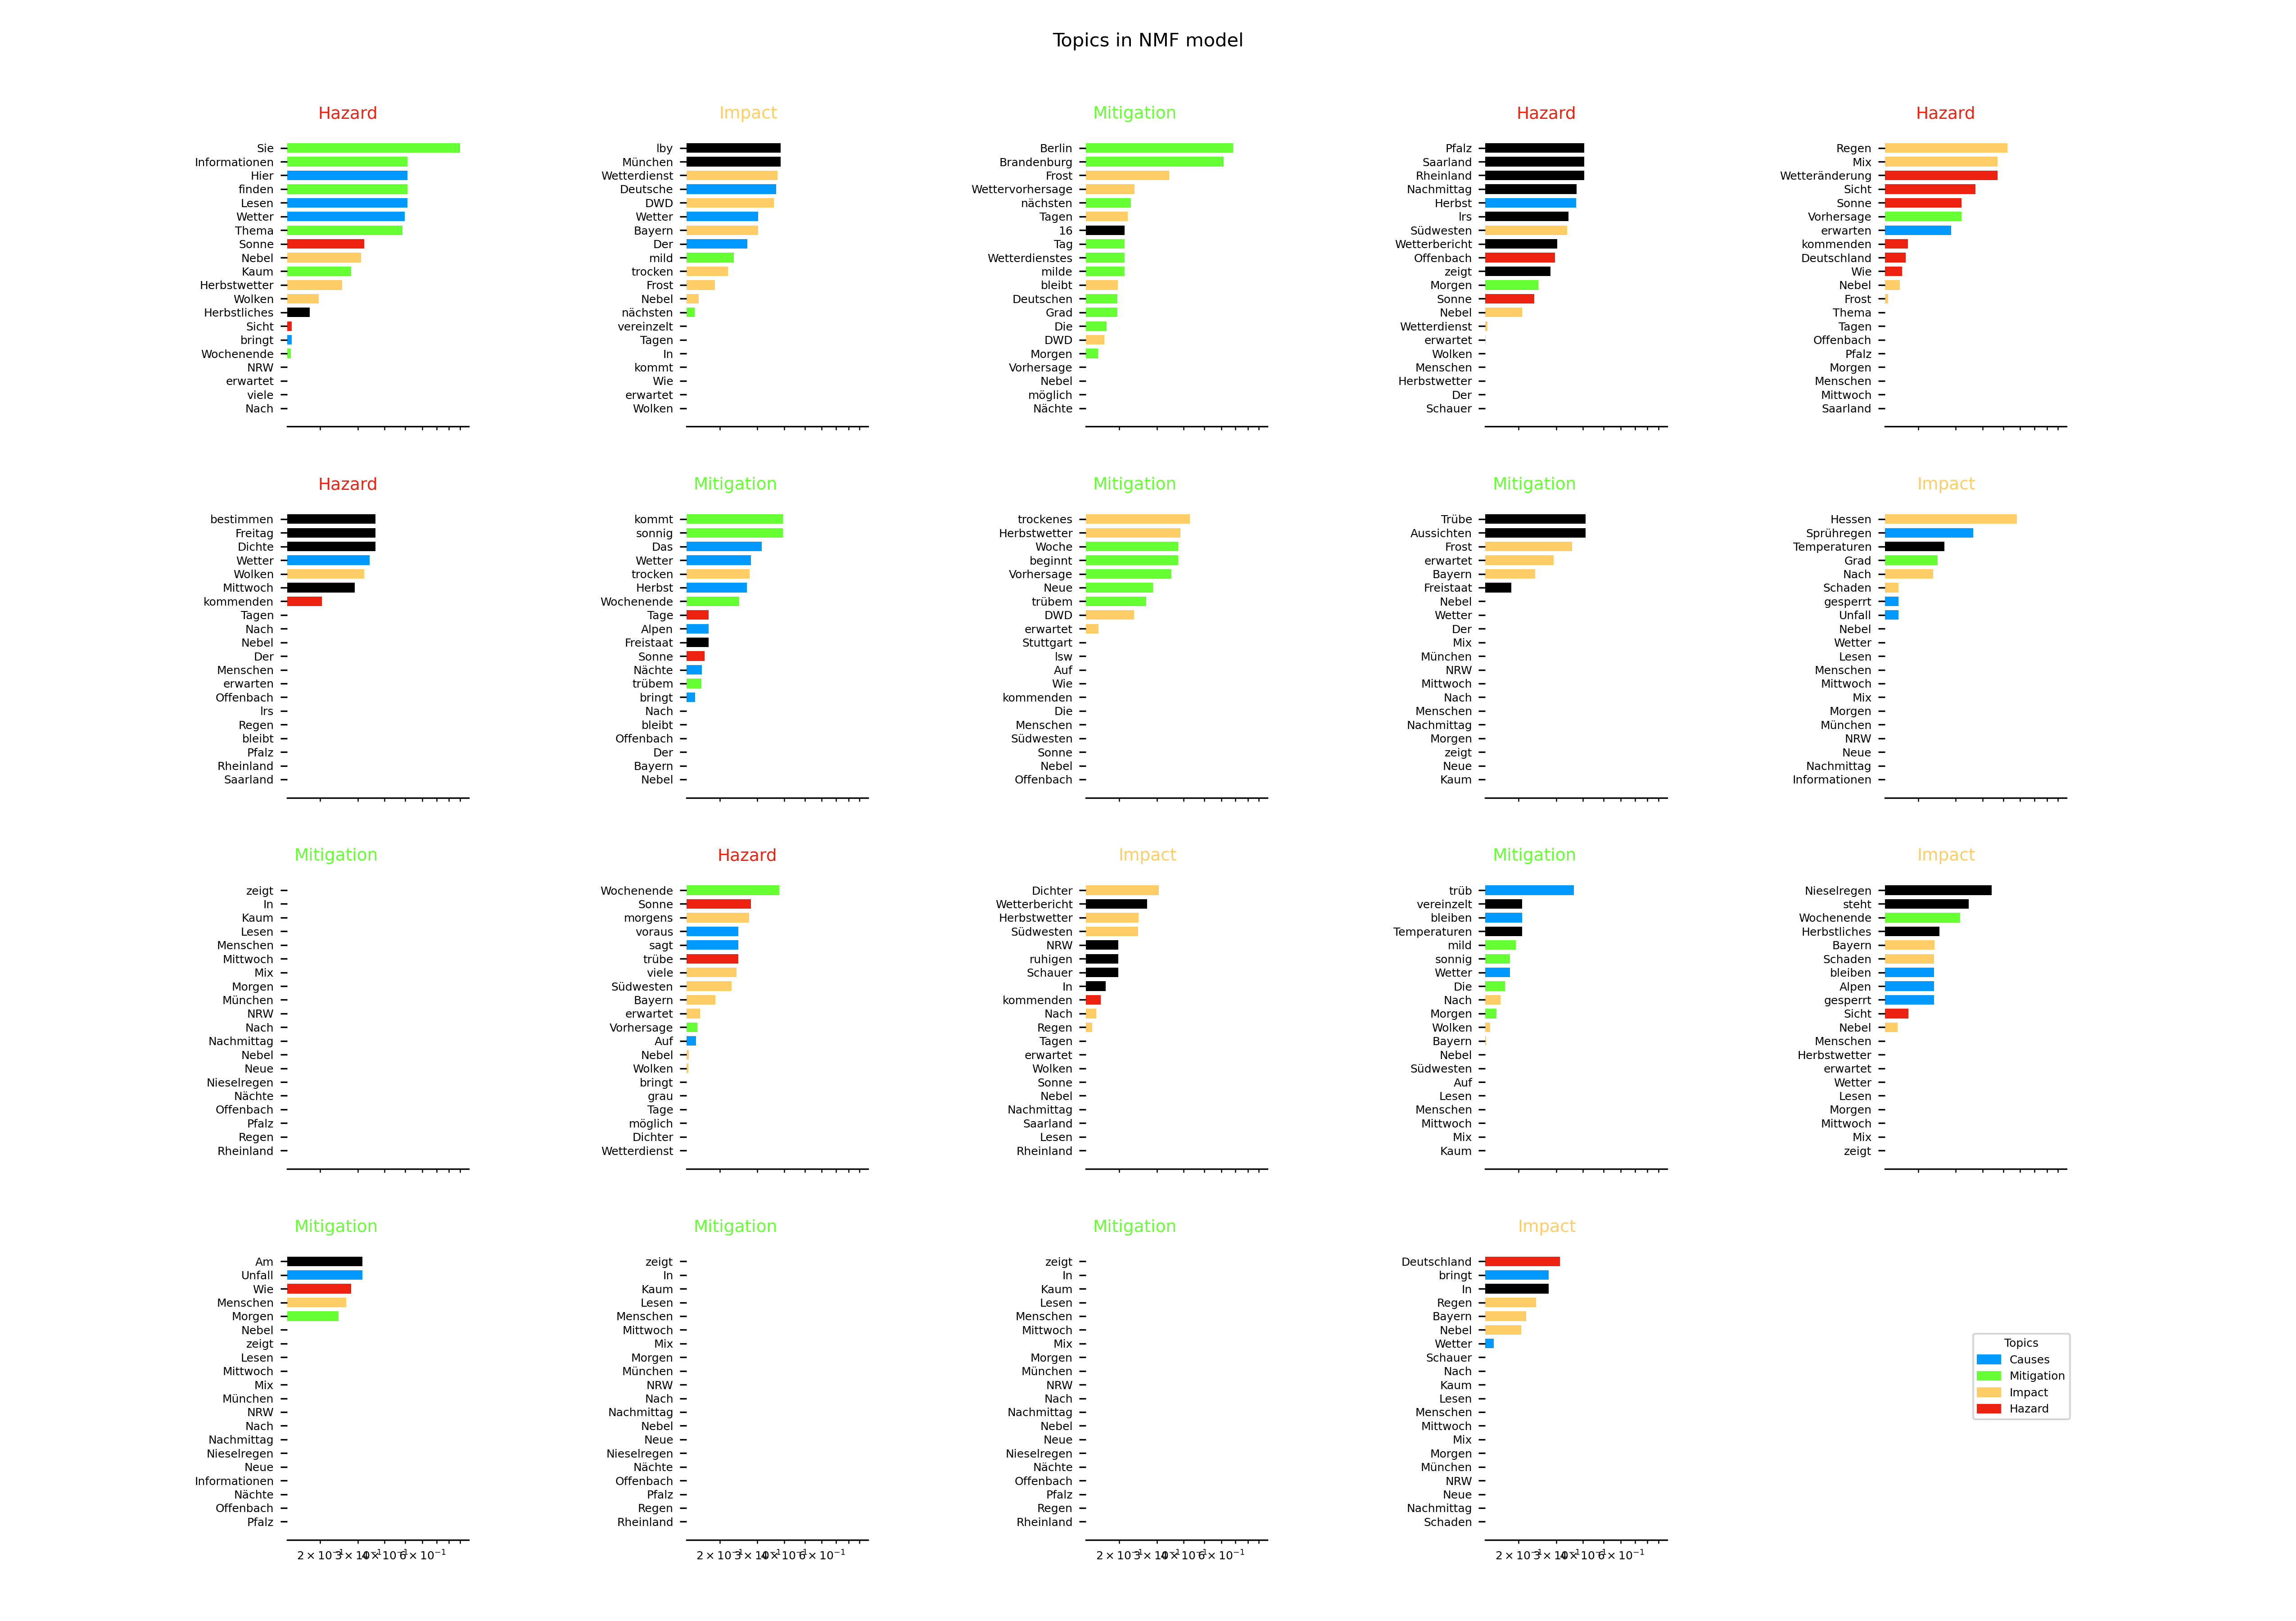 Topics in NMF model
Hazard
Sie
Informationen
Hier
finden
Lesen
Wetter
Thema
Sonne
Nebel
Kaum
Herbstwetter
Wolken
Herbstliches
Sicht
bringt
Wochenende
NRW
erwartet
viele
Nach
Impact
lby
München
Wetterdienst
Deutsche
DWD
Wetter
Bayern
Der
mild
trocken
Frost
Nebel
nächsten
vereinzelt
Tagen
In
kommt
Wie
erwartet
Wolken
Mitigation
Berlin
Brandenburg
Frost
Wettervorhersage
nächsten
Tagen
16
Tag
Wetterdienstes
milde
bleibt
Deutschen
Grad
Die
DWD
Morgen
Vorhersage
Nebel
möglich
Nächte
Hazard
Pfalz
Saarland
Rheinland
Nachmittag
Herbst
lrs
Südwesten
Wetterbericht
Offenbach
zeigt
Morgen
Sonne
Nebel
Wetterdienst
erwartet
Wolken
Menschen
Herbstwetter
Der
Schauer
Hazard
Regen
Mix
Wetteränderung
Sicht
Sonne
Vorhersage
erwarten
kommenden
Deutschland
Wie
Nebel
Frost
Thema
Tagen
Offenbach
Pfalz
Morgen
Menschen
Mittwoch
Saarland
Hazard
bestimmen
Freitag
Dichte
Wetter
Wolken
Mittwoch
kommenden
Tagen
Nach
Nebel
Der
Menschen
erwarten
Offenbach
lrs
Regen
bleibt
Pfalz
Rheinland
Saarland
Mitigation
kommt
sonnig
Das
Wetter
trocken
Herbst
Wochenende
Tage
Alpen
Freistaat
Sonne
Nächte
trübem
bringt
Nach
bleibt
Offenbach
Der
Bayern
Nebel
Mitigation
trockenes
Herbstwetter
Woche
beginnt
Vorhersage
Neue
trübem
DWD
erwartet
Stuttgart
lsw
Auf
Wie
kommenden
Die
Menschen
Südwesten
Sonne
Nebel
Offenbach
Mitigation
Trübe
Aussichten
Frost
erwartet
Bayern
Freistaat
Nebel
Wetter
Der
Mix
München
NRW
Mittwoch
Nach
Menschen
Nachmittag
Morgen
zeigt
Neue
Kaum
Impact
Hessen
Sprühregen
Temperaturen
Grad
Nach
Schaden
gesperrt
Unfall
Nebel
Wetter
Lesen
Menschen
Mittwoch
Mix
Morgen
München
NRW
Neue
Nachmittag
Informationen
Mitigation
zeigt
In
Kaum
Lesen
Menschen
Mittwoch
Mix
Morgen
München
NRW
Nach
Nachmittag
Nebel
Neue
Nieselregen
Nächte
Offenbach
Pfalz
Regen
Rheinland
Hazard
Wochenende
Sonne
morgens
voraus
sagt
trübe
viele
Südwesten
Bayern
erwartet
Vorhersage
Auf
Nebel
Wolken
bringt
grau
Tage
möglich
Dichter
Wetterdienst
Impact
Dichter
Wetterbericht
Herbstwetter
Südwesten
NRW
ruhigen
Schauer
In
kommenden
Nach
Regen
Tagen
erwartet
Wolken
Sonne
Nebel
Nachmittag
Saarland
Lesen
Rheinland
Mitigation
trüb
vereinzelt
bleiben
Temperaturen
mild
sonnig
Wetter
Die
Nach
Morgen
Wolken
Bayern
Nebel
Südwesten
Auf
Lesen
Menschen
Mittwoch
Mix
Kaum
Impact
Nieselregen
steht
Wochenende
Herbstliches
Bayern
Schaden
bleiben
Alpen
gesperrt
Sicht
Nebel
Menschen
Herbstwetter
erwartet
Wetter
Lesen
Morgen
Mittwoch
Mix
zeigt
Mitigation
Am
Unfall
Wie
Menschen
Morgen
Nebel
zeigt
Lesen
Mittwoch
Mix
München
NRW
Nach
Nachmittag
Nieselregen
Neue
Informationen
Nächte
Offenbach
Pfalz
Mitigation
zeigt
In
Kaum
Lesen
Menschen
Mittwoch
Mix
Morgen
München
NRW
Nach
Nachmittag
Nebel
Neue
Nieselregen
Nächte
Offenbach
Pfalz
Regen
Rheinland
Mitigation
zeigt
In
Kaum
Lesen
Menschen
Mittwoch
Mix
Morgen
München
NRW
Nach
Nachmittag
Nebel
Neue
Nieselregen
Nächte
Offenbach
Pfalz
Regen
Rheinland
Impact
Deutschland
bringt
In
Regen
Bayern
Nebel
Wetter
Schauer
Nach
Kaum
Lesen
Menschen
Mittwoch
Mix
Morgen
München
NRW
Neue
Nachmittag
Schaden
Topics
Causes
Mitigation
Impact
Hazard